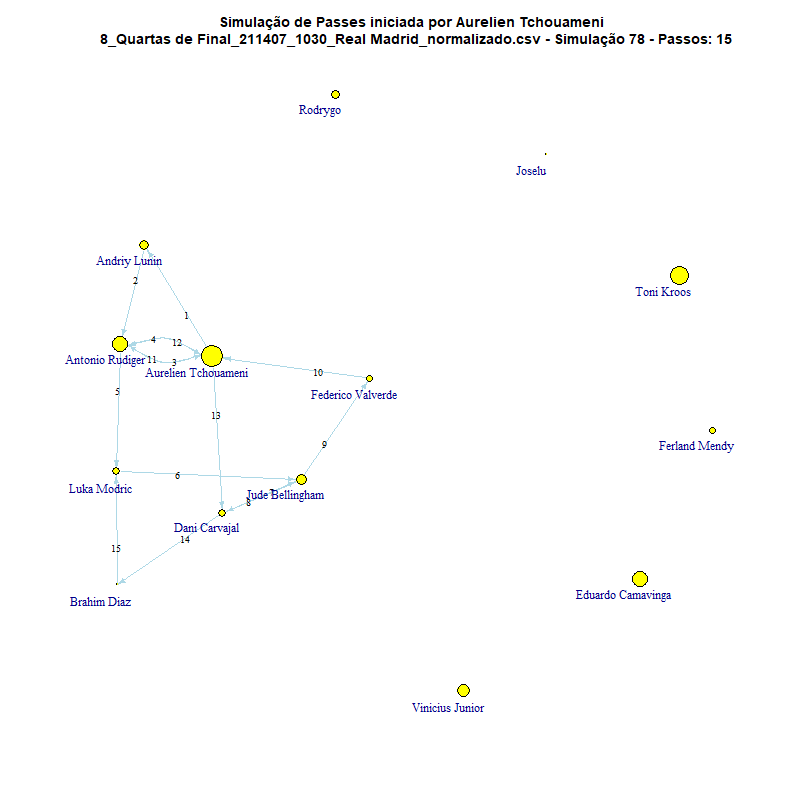 Simulação de Passes iniciada por Aurelien Tchouameni
8_Quartas de Final_211407_1030_Real Madrid_normalizado.csv - Simulação 78 - Passos: 15
Rodrygo
Joselu
Andriy Lunin
2
Toni Kroos
1
4
12
Antonio Rudiger
11
3
Aurelien Tchouameni
10
5
Federico Valverde
13
9
Ferland Mendy
6
Luka Modric
7
Jude Bellingham
8
Dani Carvajal
14
15
Brahim Diaz
Eduardo Camavinga
Vinicius Junior